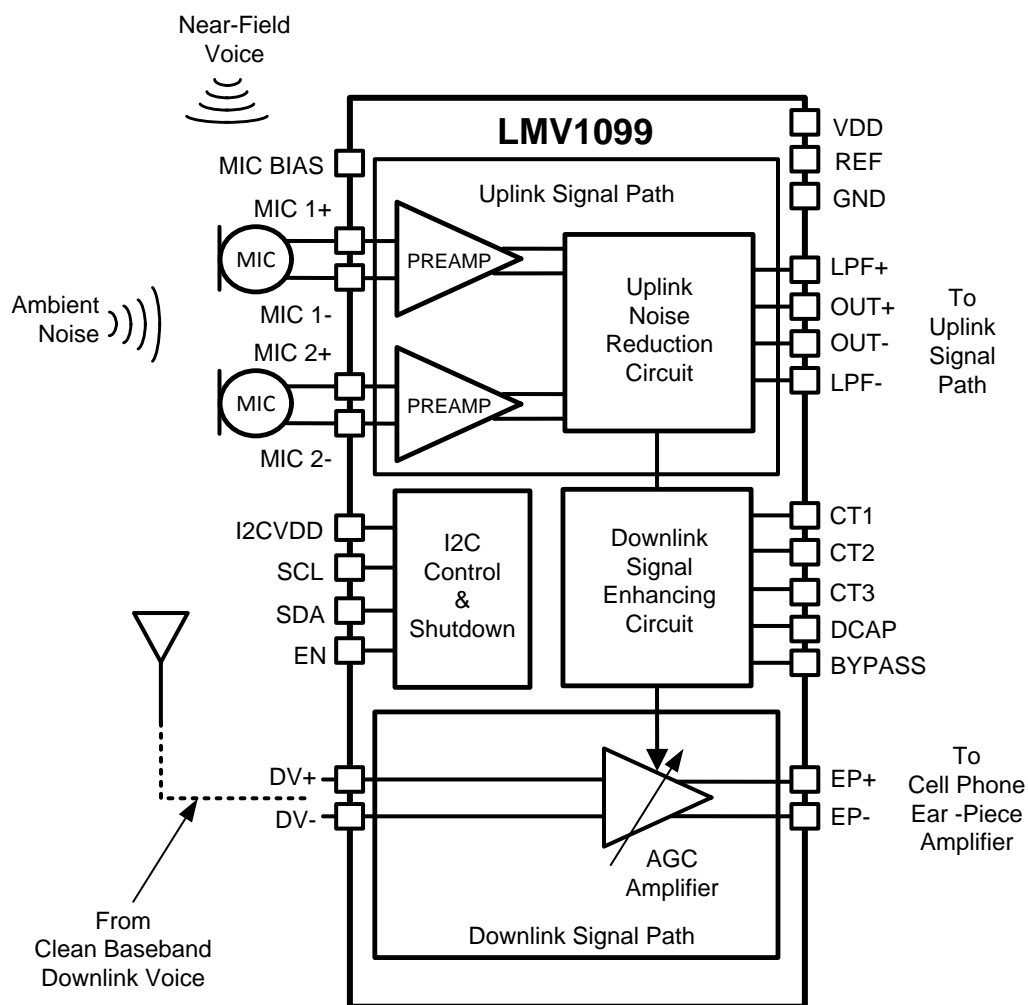 Near-Field
Voice
LMV1099
VDD
REF
GND
MIC BIAS
Uplink Signal Path
MIC 1+
MIC
PREAMP
MIC 1-
Ambient
Noise
MIC 2+
MIC
PREAMP
MIC 2-
Uplink
Noise
Reduction
Circuit
LPF+
OUT+
OUT-
LPF-
To
Uplink
Signal
Path
I2CVDD
SCL
SDA
EN
I2C
Control
&
Shutdown
Downlink
Signal
Enhancing
Circuit
CT1
CT2
CT3
DCAP
BYPASS
DV+
DV-
AGC
Amplifier
EP+
EP-
To
Cell Phone
Ear -Piece
Amplifier
From
Clean Baseband
Downlink Voice
Downlink Signal Path